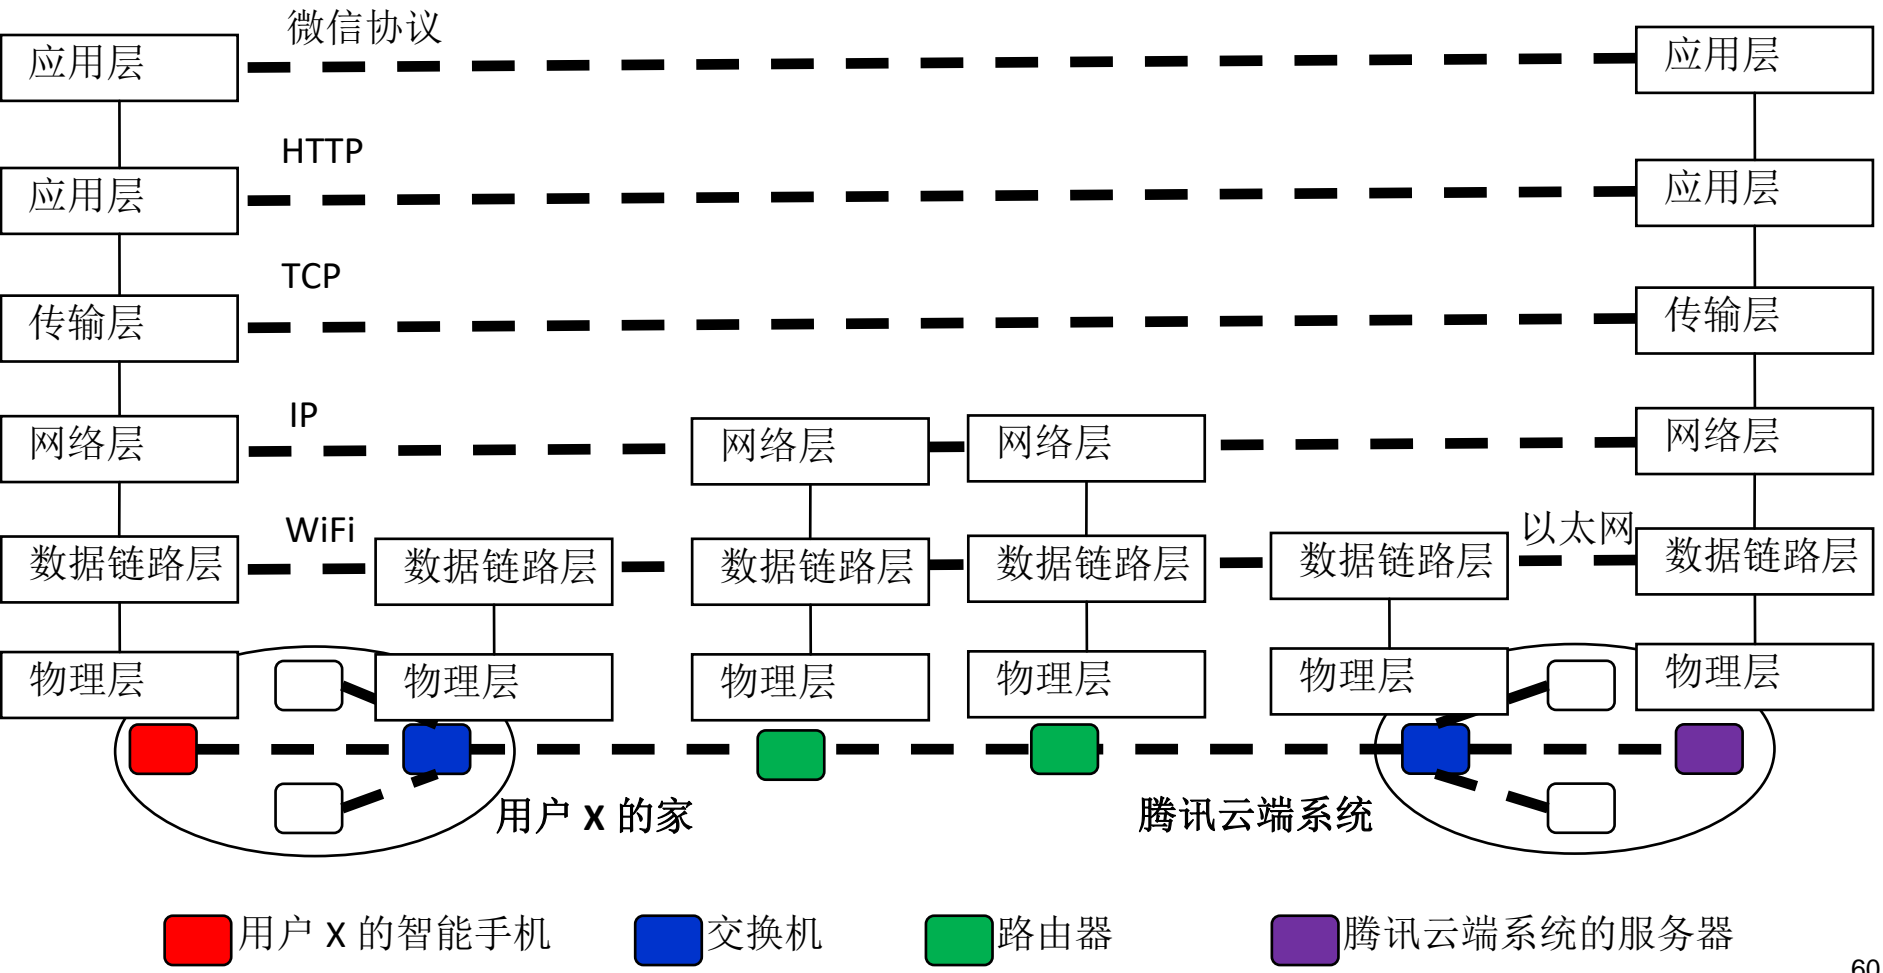 微信协议
应用层
应用层
HTTP
应用层
应用层
TCP
传输层
传输层
IP
网络层
网络层
网络层
网络层
WiFi
以太网
数据链路层
数据链路层
数据链路层
数据链路层
数据链路层
数据链路层
物理层
物理层
物理层
物理层
物理层
物理层
用户 X 的家
腾讯云端系统
用户 X 的智能手机
交换机
路由器
腾讯云端系统的服务器
60